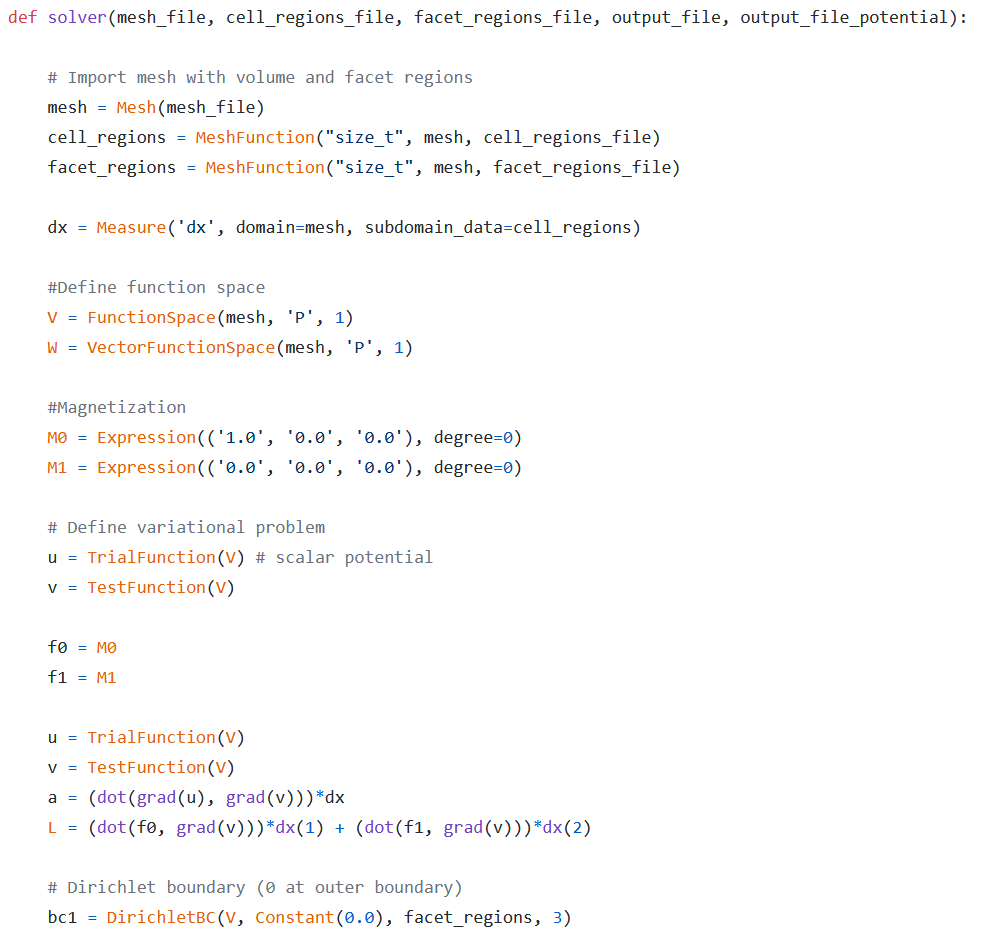 def solver(mesh_file, cell_regions_file, facet_regions_file, output_file, output_file_potential):
# Import mesh with volume and facet regions
mesh = Mesh(mesh_file)
cell_regions = MeshFunction("size_t", mesh, cell_regions_file)
facet_regions = MeshFunction("size_t", mesh, facet_regions_file)
dx = Measure('dx', domain=mesh, subdomain_data=cell_regions)
#Define function space
V = FunctionSpace(mesh, 'P', 1)
W = VectorFunctionSpace(mesh, 'P', 1)
#Magnetization
M0 = Expression(('1.0', '0.0', '0.0'), degree=0)
M1 = Expression(('0.0', '0.0', '0.0'), degree=0)
# Define variational problem
u = TrialFunction(V) # scalar potential
v = TestFunction(V)
f0 = M0
f1 = M1
u = TrialFunction(V)
v = TestFunction(V)
a = (dot(grad(u), grad(v)))*dx
L = (dot(f0, grad(v)))*dx(1) + (dot(f1, grad(v)))*dx(2)
# Dirichlet boundary (0 at outer boundary)
bc1 = DirichletBC(V, Constant(0.0), facet_regions, 3)